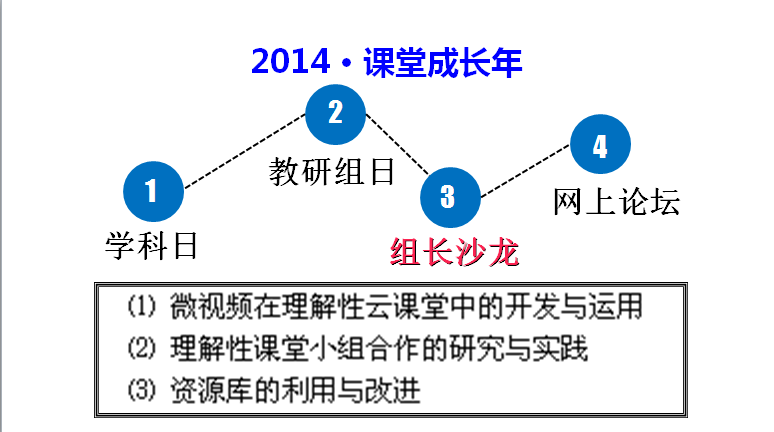 2014·课堂成长年
2
4
教研组日
1
3
网上论坛
学科日
组长沙龙
(1) 微视频在理解性云课堂中的开发与运用
(2) 理解性课堂小组合作的研究与实践
(3) 资源库的利用与改进